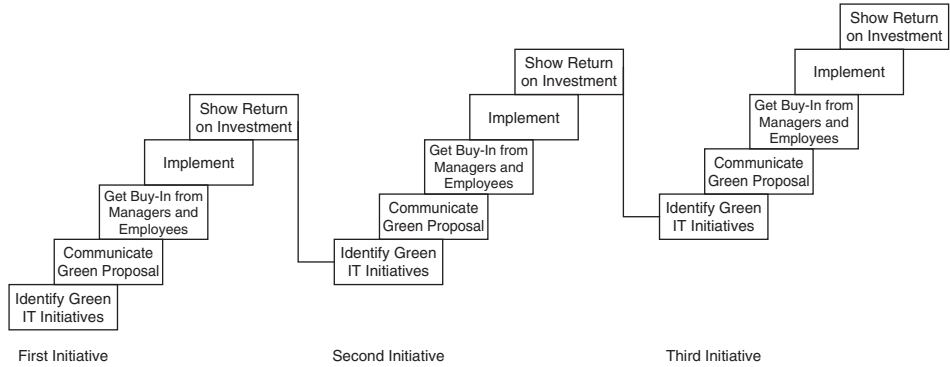 Identify Green
IT Initiatives
Communicate
Green Proposal
Get Buy-In from
Managers and
Employees
Implement
Show Return
on Investment
First Initiative
Identify Green
IT Initiatives
Communicate
Green Proposal
Get Buy-In from
Managers and
Employees
Implement
Show Return
on Investment
Second Initiative
Identify Green
IT Initiatives
Communicate
Green Proposal
Get Buy-In from
Managers and
Employees
Implement
Show Return
on Investment
Third Initiative